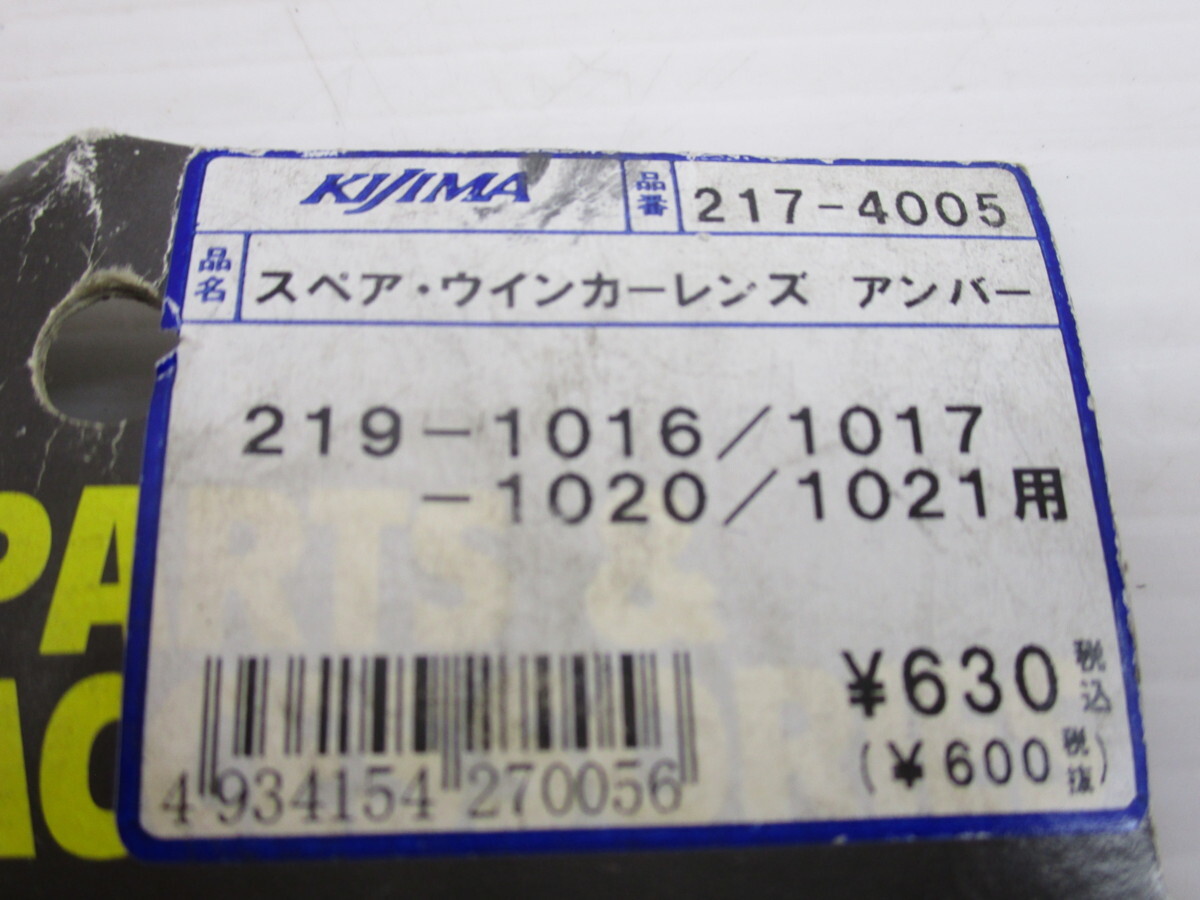 KIJIMA 品番 217-4005
品名 スペア・ウインカーレンズ アンバー
219-1016/1017
-1020/1021用
PARTS &
¥630 税込
(¥600 税抜)
4 934154 270056